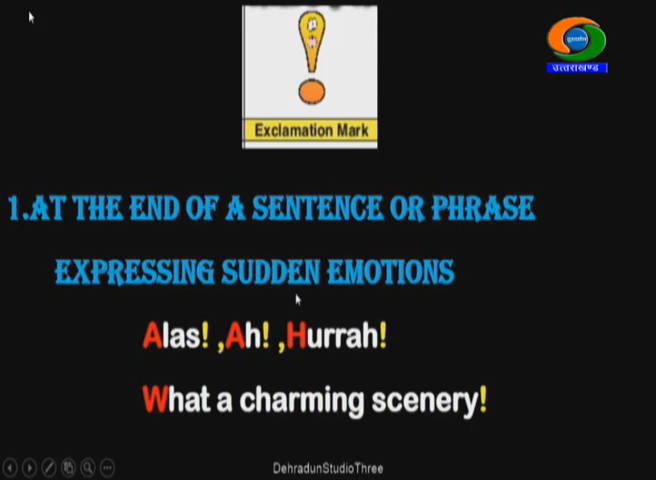 उत्तराखण्ड
Exclamation Mark
1.AT THE END OF A SENTENCE OR PHRASE
EXPRESSING SUDDEN EMOTIONS
Alas! ,Ah! ,Hurrah!
What a charming scenery!
DehradunStudioThree